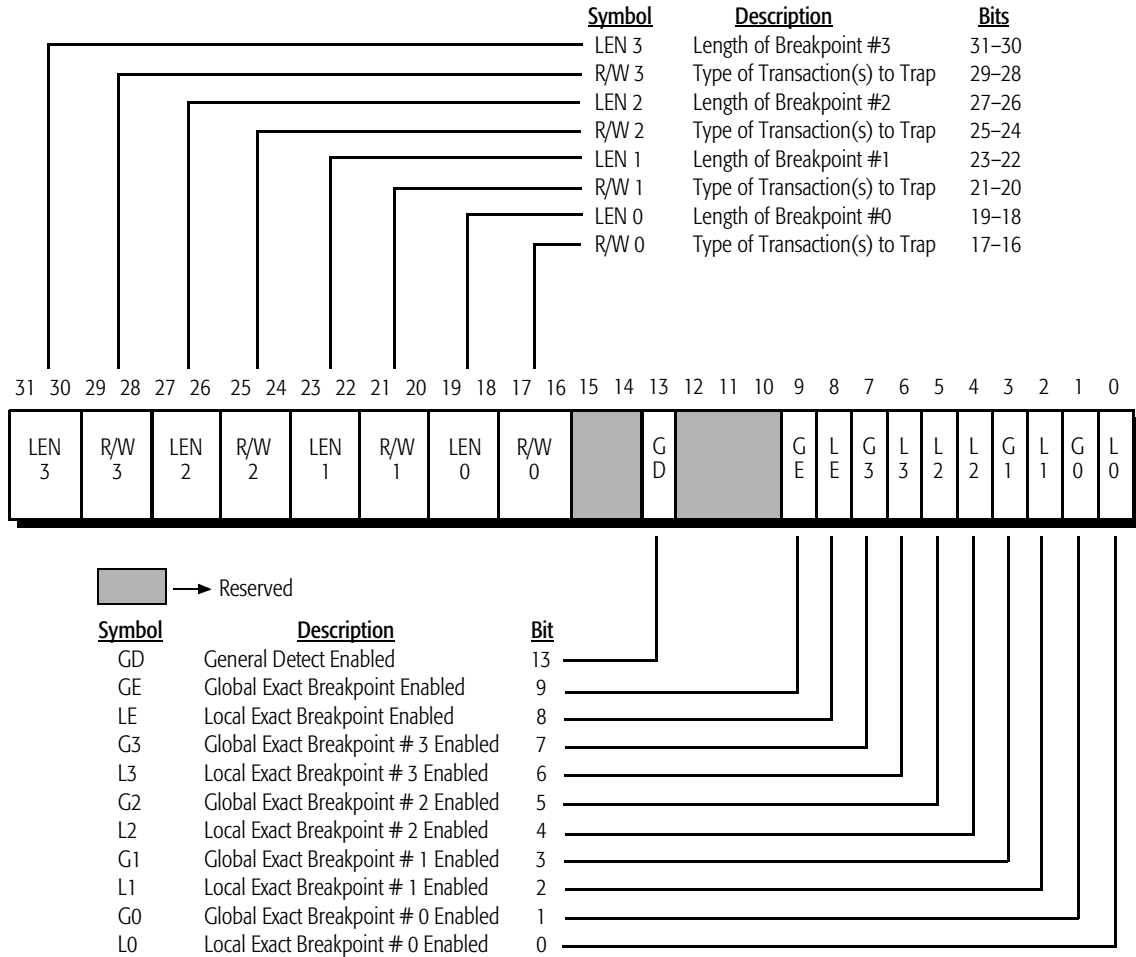 Symbol Description Bits
LEN 3 Length of Breakpoint #3 31–30
R/W 3 Type of Transaction(s) to Trap 29–28
LEN 2 Length of Breakpoint #2 27–26
R/W 2 Type of Transaction(s) to Trap 25–24
LEN 1 Length of Breakpoint #1 23–22
R/W 1 Type of Transaction(s) to Trap 21–20
LEN 0 Length of Breakpoint #0 19–18
R/W 0 Type of Transaction(s) to Trap 17–16
31 30 29 28 27 26 25 24 23 22 21 20 19 18 17 16 15 14 13 12 11 10 9 8 7 6 5 4 3 2 1 0
LEN R/W LEN R/W LEN R/W LEN R/W G G L G L L L G L G L
3 3 2 2 1 1 0 0 D E E 3 3 2 2 1 1 0 0
Reserved
Symbol Description Bit
GD General Detect Enabled 13
GE Global Exact Breakpoint Enabled 9
LE Local Exact Breakpoint Enabled 8
G3 Global Exact Breakpoint # 3 Enabled 7
L3 Local Exact Breakpoint # 3 Enabled 6
G2 Global Exact Breakpoint # 2 Enabled 5
L2 Local Exact Breakpoint # 2 Enabled 4
G1 Global Exact Breakpoint # 1 Enabled 3
L1 Local Exact Breakpoint # 1 Enabled 2
G0 Global Exact Breakpoint # 0 Enabled 1
L0 Local Exact Breakpoint # 0 Enabled 0